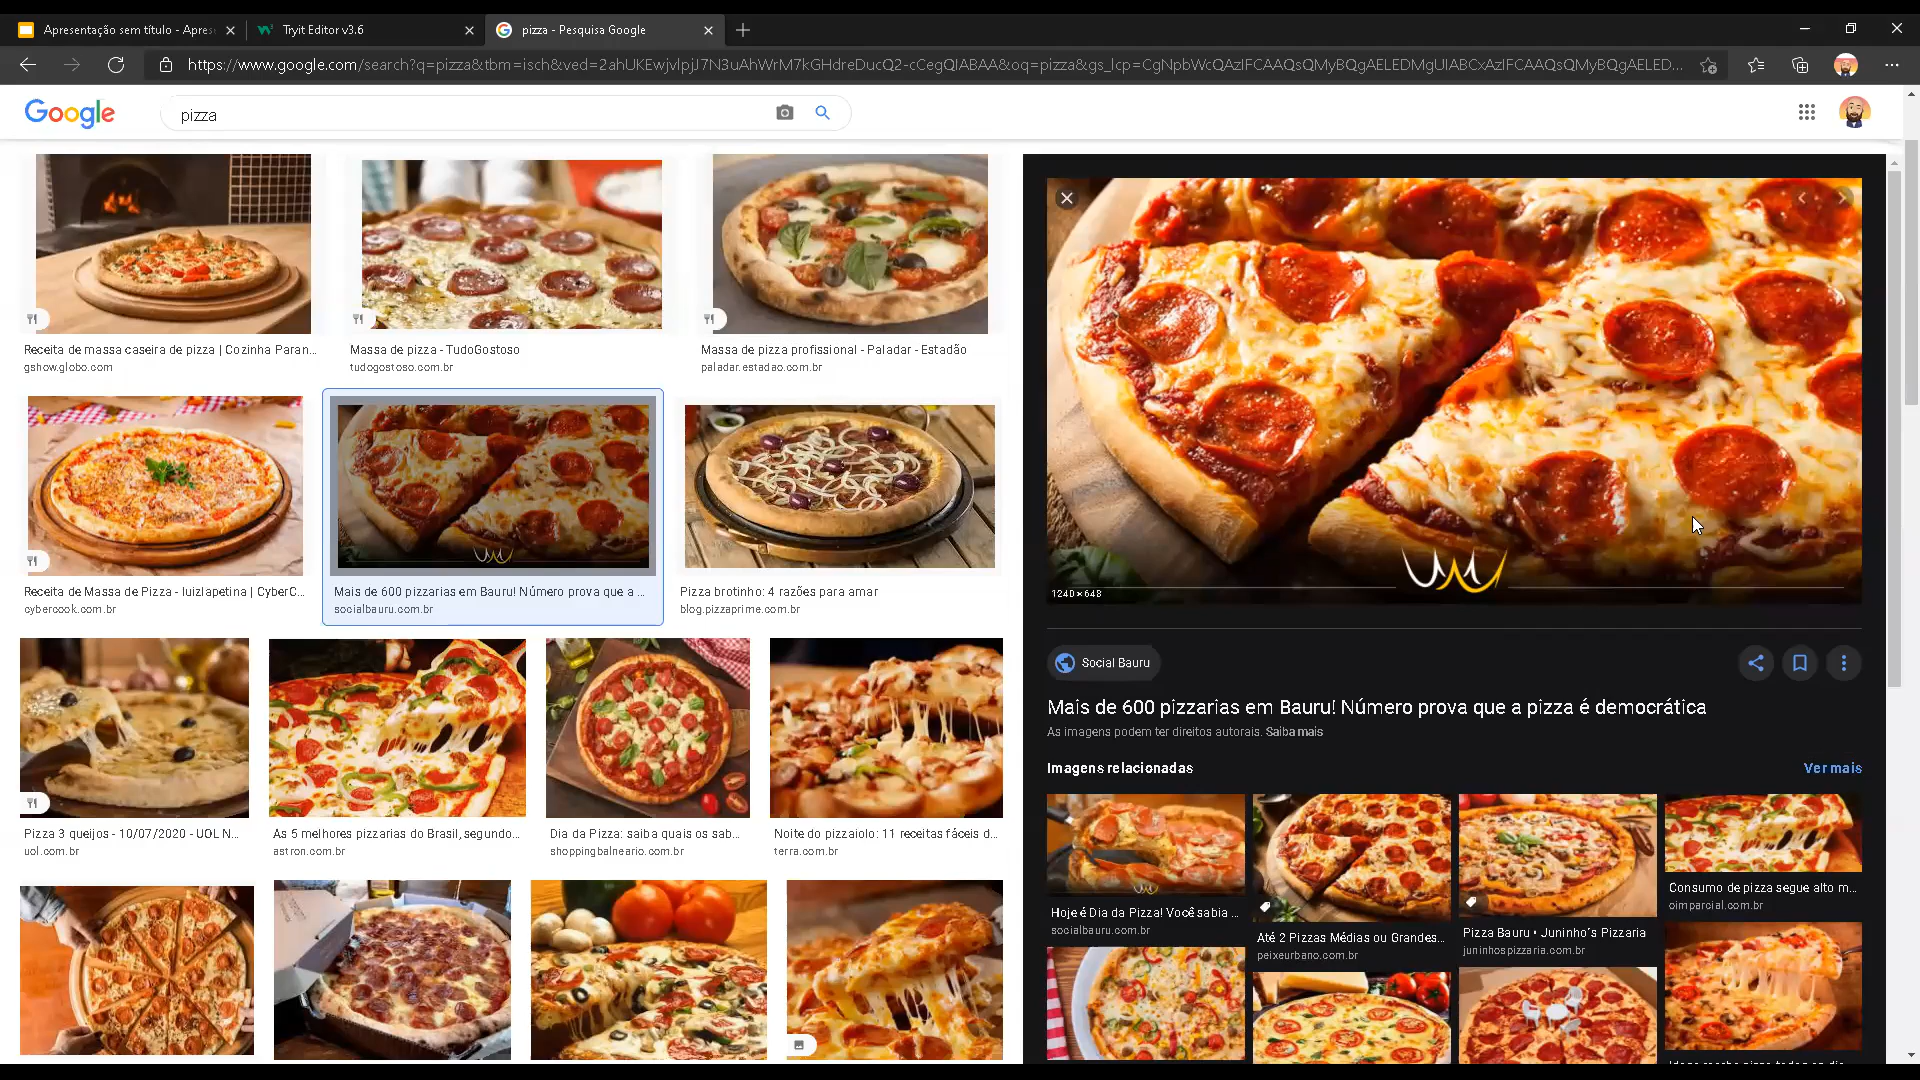 Apresentação sem título - Apres
Tryit Editor v3.6
pizza - Pesquisa Google
https://www.google.com/search?q=pizza&tbm=isch&ved=
Google
pizza
Receita de massa caseira de pizza | Cozinha Paran...
gshow.globo.com
Massa de pizza - TudoGostoso
tudogostoso.com.br
Massa de pizza profissional - Paladar - Estadão
paladar.estadao.com.br
Receita de Massa de Pizza - luizlapetina | CyberC...
cybercook.com.br
Mais de 600 pizzarias em Bauru! Número prova que a ...
socialbauru.com.br
Pizza brotinho: 4 razões para amar
blog.pizzaprime.com.br
Pizza 3 queijos - 10/07/2020 - UOL N...
uol.com.br
As 5 melhores pizzarias do Brasil, segundo...
astron.com.br
Dia da Pizza: saiba quais os sab...
shoppingbalneario.com.br
Noite do pizzaiolo: 11 receitas fáceis d...
terra.com.br
1240 × 648
Social Bauru
Mais de 600 pizzarias em Bauru! Número prova que a pizza é democrática
As imagens podem ter direitos autorais. Saiba mais
Imagens relacionadas
Ver mais
Hoje é Dia da Pizza! Você sabia ...
socialbauru.com.br
Até 2 Pizzas Médias ou Grandes...
peixeurbano.com.br
Pizza Bauru • Juninho´s Pizzaria
juninhospizzaria.com.br
Consumo de pizza segue alto m...
oimparcial.com.br